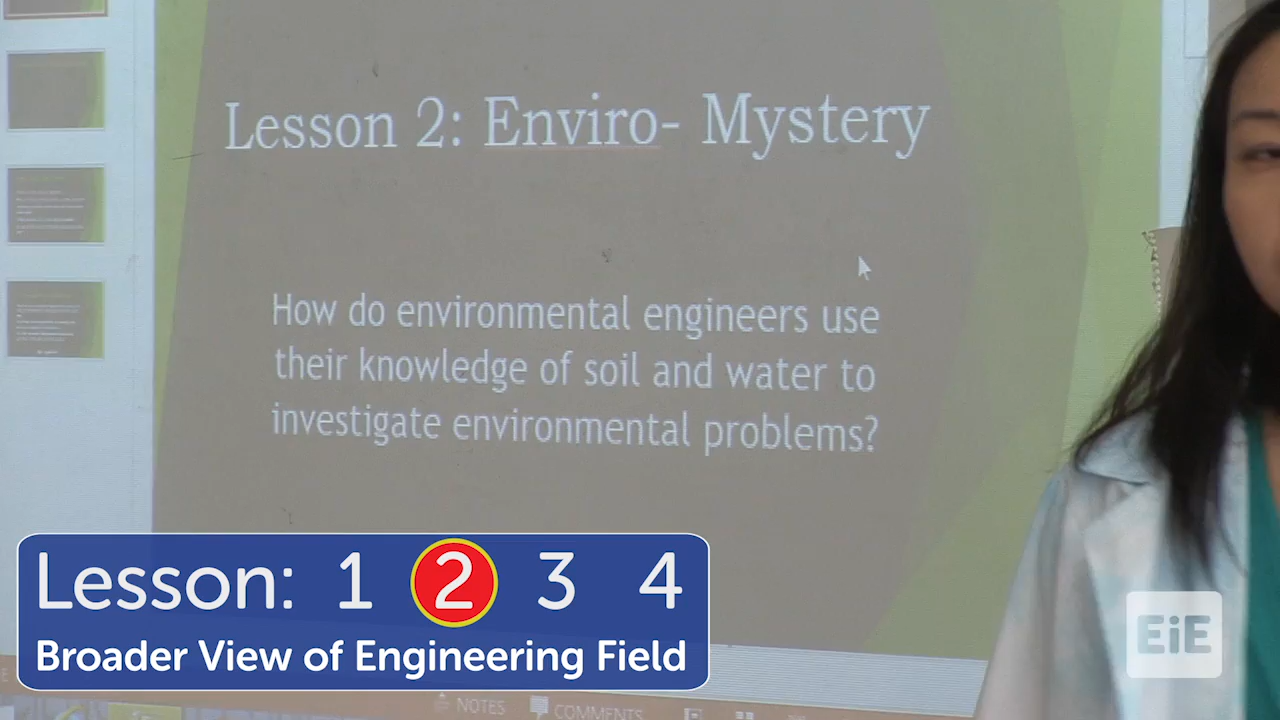 Lesson 2: Enviro- Mystery
How do environmental engineers use
their knowledge of soil and water to
investigate environmental problems?
Lesson: 1 2 3 4
Broader View of Engineering Field
EiE
NOTES
COMMENTS